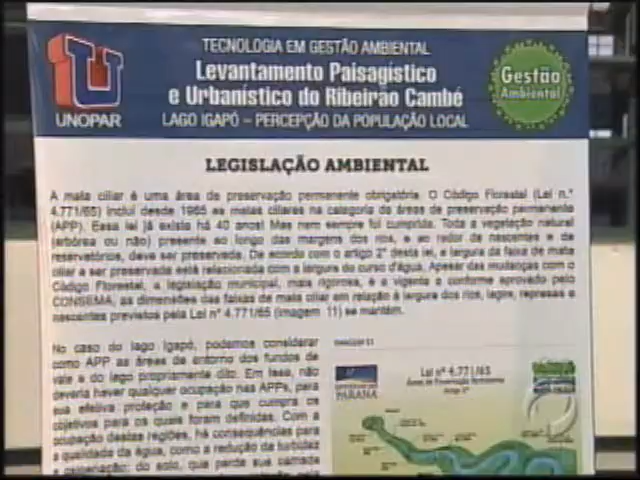 UNOPAR
TECNOLOGIA EM GESTÃO AMBIENTAL
Levantamento Paisagístico
e Urbanístico do Ribeirão Cambé
LAGO IGAPÓ – PERCEPÇÃO DA POPULAÇÃO LOCAL
Gestão
Ambiental
LEGISLAÇÃO AMBIENTAL
A mata ciliar é uma área de preservação permanente obrigatória. O Código Florestal (Lei n.°
4.771/65) inclui desde 1965 as matas ciliares na categoria de áreas de preservação permanente
(APP). Essa lei já existe há 40 anos! Mas nem sempre foi cumprida. Toda a vegetação natural
(arbórea ou não) presente ao longo das margens dos rios, e ao redor de nascentes e de
reservatórios, deve ser preservada. De acordo com o artigo 2° desta lei, a largura da faixa de mata
ciliar a ser preservada está relacionada com a largura do curso d'água. Apesar das mudanças com o
Código Florestal, a legislação municipal, mais rigorosa, é a vigente e conforme aprovado pelo
CONSEMA, as dimensões das faixas de mata ciliar em relação à largura dos rios, lagos, represas e
nascentes previstos pela Lei n° 4.771/65 (imagem 11) se mantém.
No caso do lago Igapó, podemos considerar
como APP as áreas de entorno dos fundos de
vale e do lago propriamente dito. Em tese, não
deveria haver qualquer ocupação nas APPs, para
sua efetiva proteção e para que cumpra os
objetivos para os quais foram definidas. Com a
ocupação destas regiões, há consequências para
a qualidade da água, como a redução da turbidez
do solo, que perde sua camada
PARANÁ
Lei nº 4.771/65
Áreas de Preservação Permanente
Artigo 2º